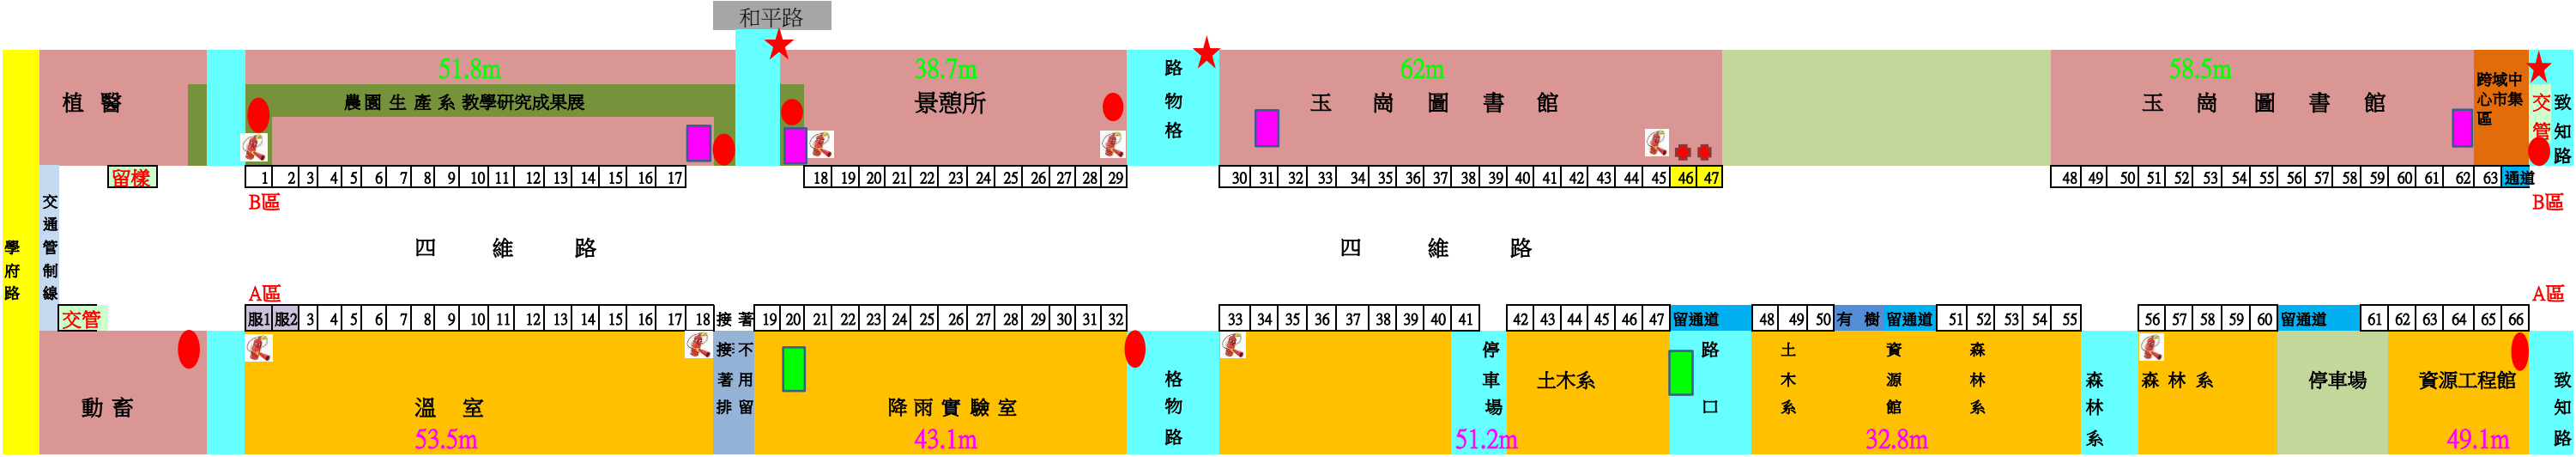 和平路
51.8m
38.7m
62m
58.5m
植醫
農園生產系教學研究成果展
景憩所
路物格
玉崗圖書館
玉崗圖書館
跨域中心市集區
交管
致知路
留樣
1 2 3 4 5 6 7 8 9 10 11 12 13 14 15 16 17
18 19 20 21 22 23 24 25 26 27 28 29
30 31 32 33 34 35 36 37 38 39 40 41 42 43 44 45 46 47
48 49 50 51 52 53 54 55 56 57 58 59 60 61 62 63 通道
B區
B區
學府路
交通管制線
四維路
四維路
A區
A區
交管
服1 服2 3 4 5 6 7 8 9 10 11 12 13 14 15 16 17 18 接著
19 20 21 22 23 24 25 26 27 28 29 30 31 32
33 34 35 36 37 38 39 40 41
42 43 44 45 46 47 留通道
48 49 50 有樹 留通道 51 52 53 54 55
56 57 58 59 60 留通道 61 62 63 64 65 66
動畜
溫室
接著排
不用留
降雨實驗室
格物路
停車場
土木系
路口
土木系
資源館
森林系
森林系
森林系
停車場
資源工程館
致知路
53.5m
43.1m
51.2m
32.8m
49.1m